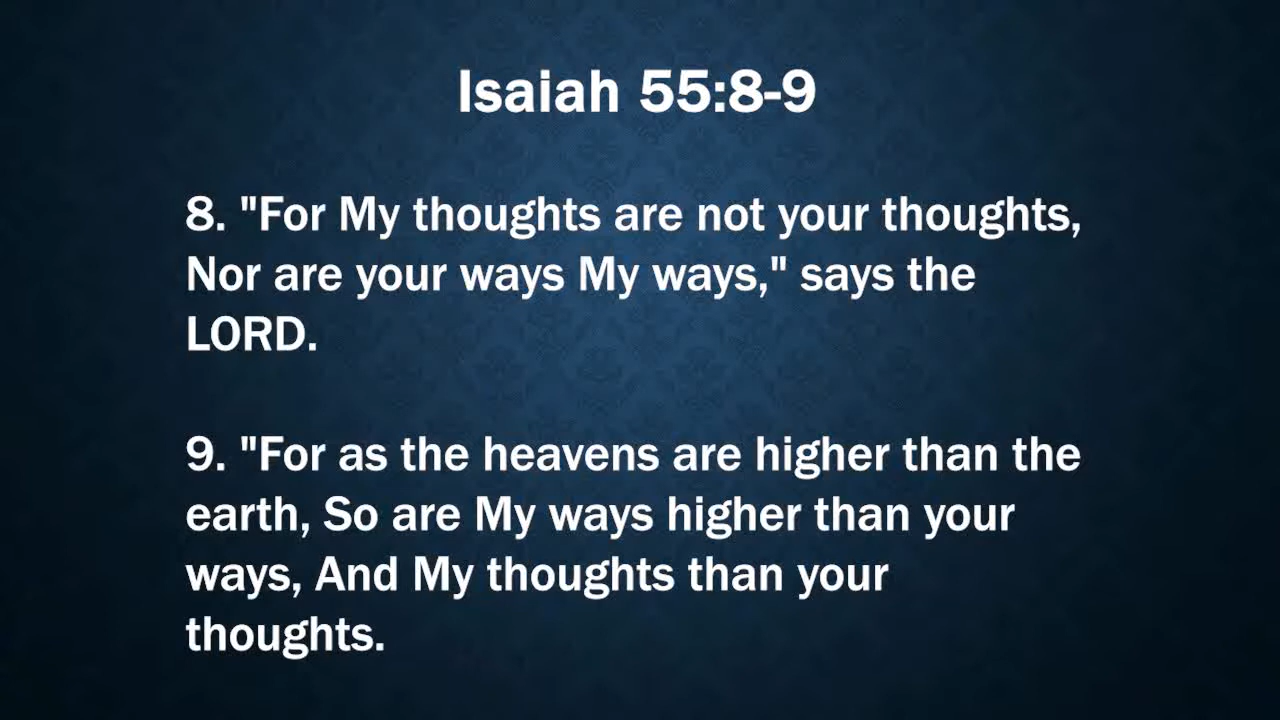 Isaiah 55:8-9
8. "For My thoughts are not your thoughts,
Nor are your ways My ways," says the
LORD.
9. "For as the heavens are higher than the
earth, So are My ways higher than your
ways, And My thoughts than your
thoughts.